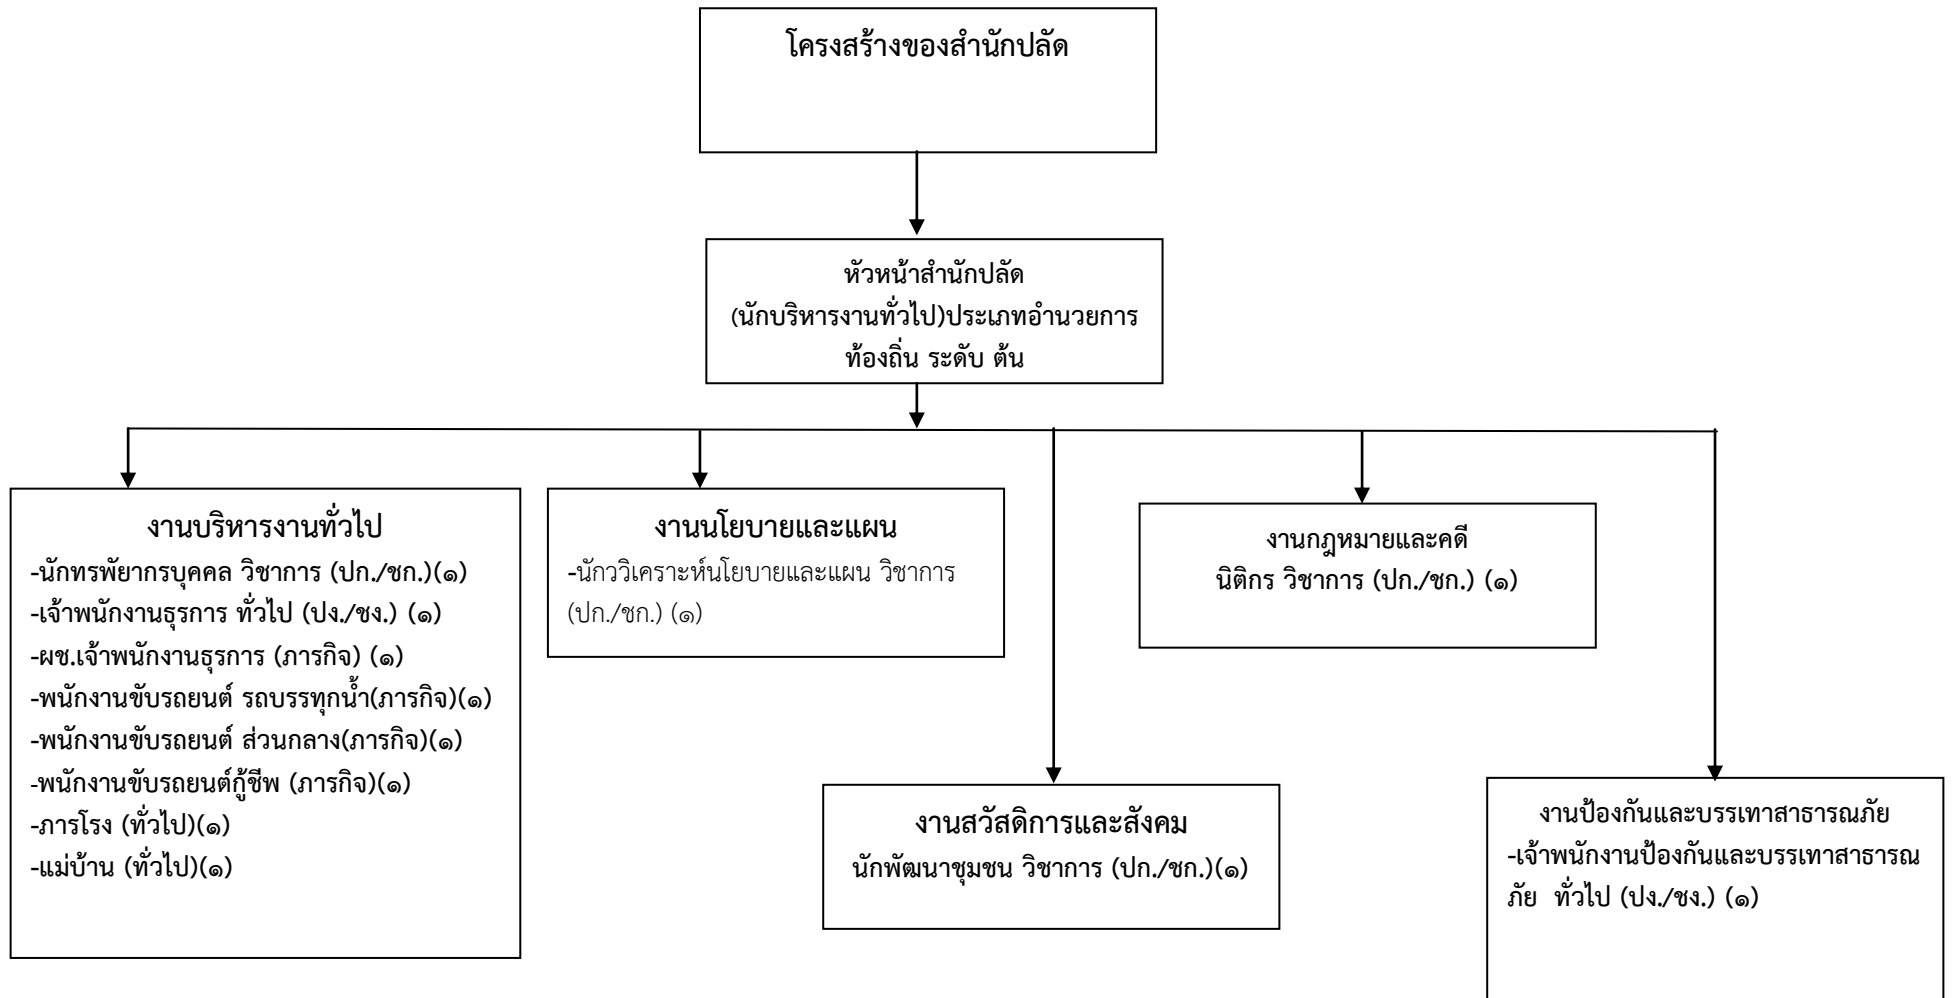 โครงสร้างของสำนักปลัด
หัวหน้าสำนักปลัด
(นักบริหารงานทั่วไป)ประเภทอำนวยการ
ท้องถิ่น ระดับ ต้น
งานบริหารงานทั่วไป
-นักทรพัยากรบุคคล วิชาการ (ปก./ชก.)(๑)
-เจ้าพนักงานธุรการ ทั่วไป (ปง./ชง.) (๑)
-ผช.เจ้าพนักงานธุรการ (ภารกิจ) (๑)
-พนักงานขับรถยนต์ รถบรรทุกน้ำ(ภารกิจ)(๑)
-พนักงานขับรถยนต์ ส่วนกลาง(ภารกิจ)(๑)
-พนักงานขับรถยนต์กู้ชีพ (ภารกิจ)(๑)
-ภารโรง (ทั่วไป)(๑)
-แม่บ้าน (ทั่วไป)(๑)
งานนโยบายและแผน
-นักววิเคราะห์นโยบายและแผน วิชาการ
(ปก./ชก.) (๑)
งานสวัสดิการและสังคม
นักพัฒนาชุมชน วิชาการ (ปก./ชก.)(๑)
งานกฎหมายและคดี
นิติกร วิชาการ (ปก./ชก.) (๑)
งานป้องกันและบรรเทาสาธารณภัย
-เจ้าพนักงานป้องกันและบรรเทาสาธารณ
ภัย  ทั่วไป (ปง./ชง.) (๑)